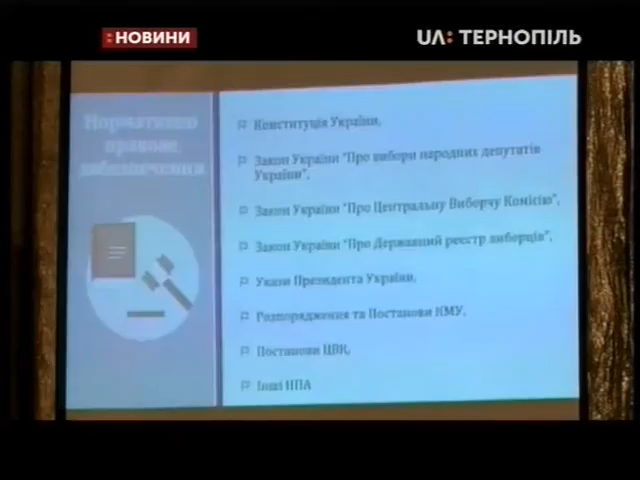 :НОВИНИ
UA: ТЕРНОПІЛЬ
Нормативно
правове
забезпечення
Конституція України,
Закон України "Про вибори народних депутатів
України",
Закон України "Про Центральну Виборчу Комісію",
Закон України "Про Державний реєстр виборців",
Укази Президента України,
Розпорядження та Постанови КМУ,
Постанови ЦВК,
Інші НПА